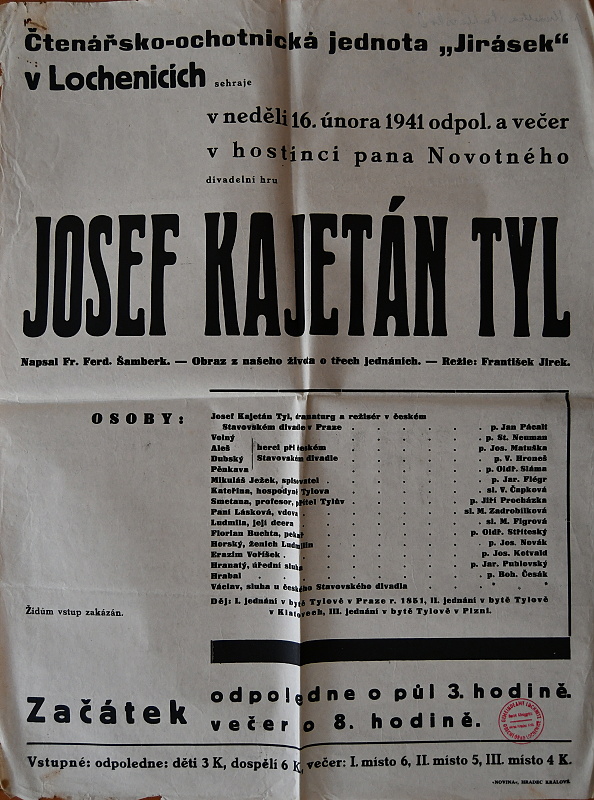 Čtenářsko-ochotnická jednota „Jirásek“
v Lochenicích sehraje
v neděli 16. února 1941 odpol. a večer
v hostinci pana Novotného
divadelní hru
JOSEF KAJETÁN TYL
Napsal Fr. Ferd. Šamberk. — Obraz z našeho života o třech jednáních. — Režie: František Jirek.
OSOBY:
Josef Kajetán Tyl, dramaturg a režisér v českém
Stavovském divadle v Praze . . . . . . p. Jan Pácalt
Volný . . . . . . p. St. Neuman
Aleš herci při českém . . . . . . p. Jos. Matuška
Dubský Stavovském divadle . . . . . . p. V. Hroneš
Pěnkava . . . . . . p. Oldř. Sláma
Mikuláš Ježek, spisovatel . . . . . . p. Jar. Flégr
Kateřina, hospodyně Tylova . . . . . . sl. V. Čapková
Smetana, profesor, přítel Tylův . . . . . . p. Jiří Procházka
Paní Lásková, vdova . . . . . . sl. M. Zadrobílková
Ludmila, její dcera . . . . . . sl. M. Figrová
Florian Buchta, pekař . . . . . . p. Oldř. Stříteský
Horský, ženich Ludmilin . . . . . . p. Jos. Novák
Erazim Voříšek . . . . . . p. Jos. Kotvald
Hranatý, úřední sluha . . . . . . p. Jar. Publovský
Hrabal . . . . . . p. Boh. Česák
Václav, sluha u českého Stavovského divadla . . . . "
Děj: I. jednání v bytě Tylově v Praze r. 1851, II. jednání v bytě Tylově
v Klatovech, III. jednání v bytě Tylově v Plzni.
Židům vstup zakázán.
Začátek
odpoledne o půl 3. hodině.
večer o 8. hodině.
Vstupné: odpoledne: děti 3 K, dospělí 6 K, večer: I. místo 6, II. místo 5, III. místo 4 K.
»NOVINA«, HRADEC KRÁLOVÉ.